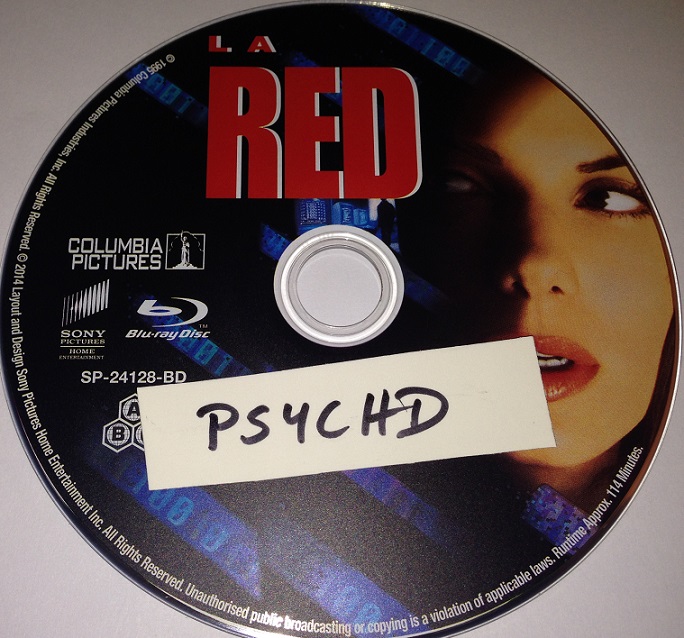 LA
RED
COLUMBIA
PICTURES
SONY
PICTURES
HOME
ENTERTAINMENT
Blu-ray Disc™
SP-24128-BD
A
B
PSYCHD
© 1995 Columbia Pictures Industries, Inc. All Rights Reserved. © 2014 Layout and Design Sony Pictures Home Entertainment Inc. All Rights Reserved. Unauthorised public broadcasting or copying is a violation of applicable laws. Runtime Approx. 114 Minutes.